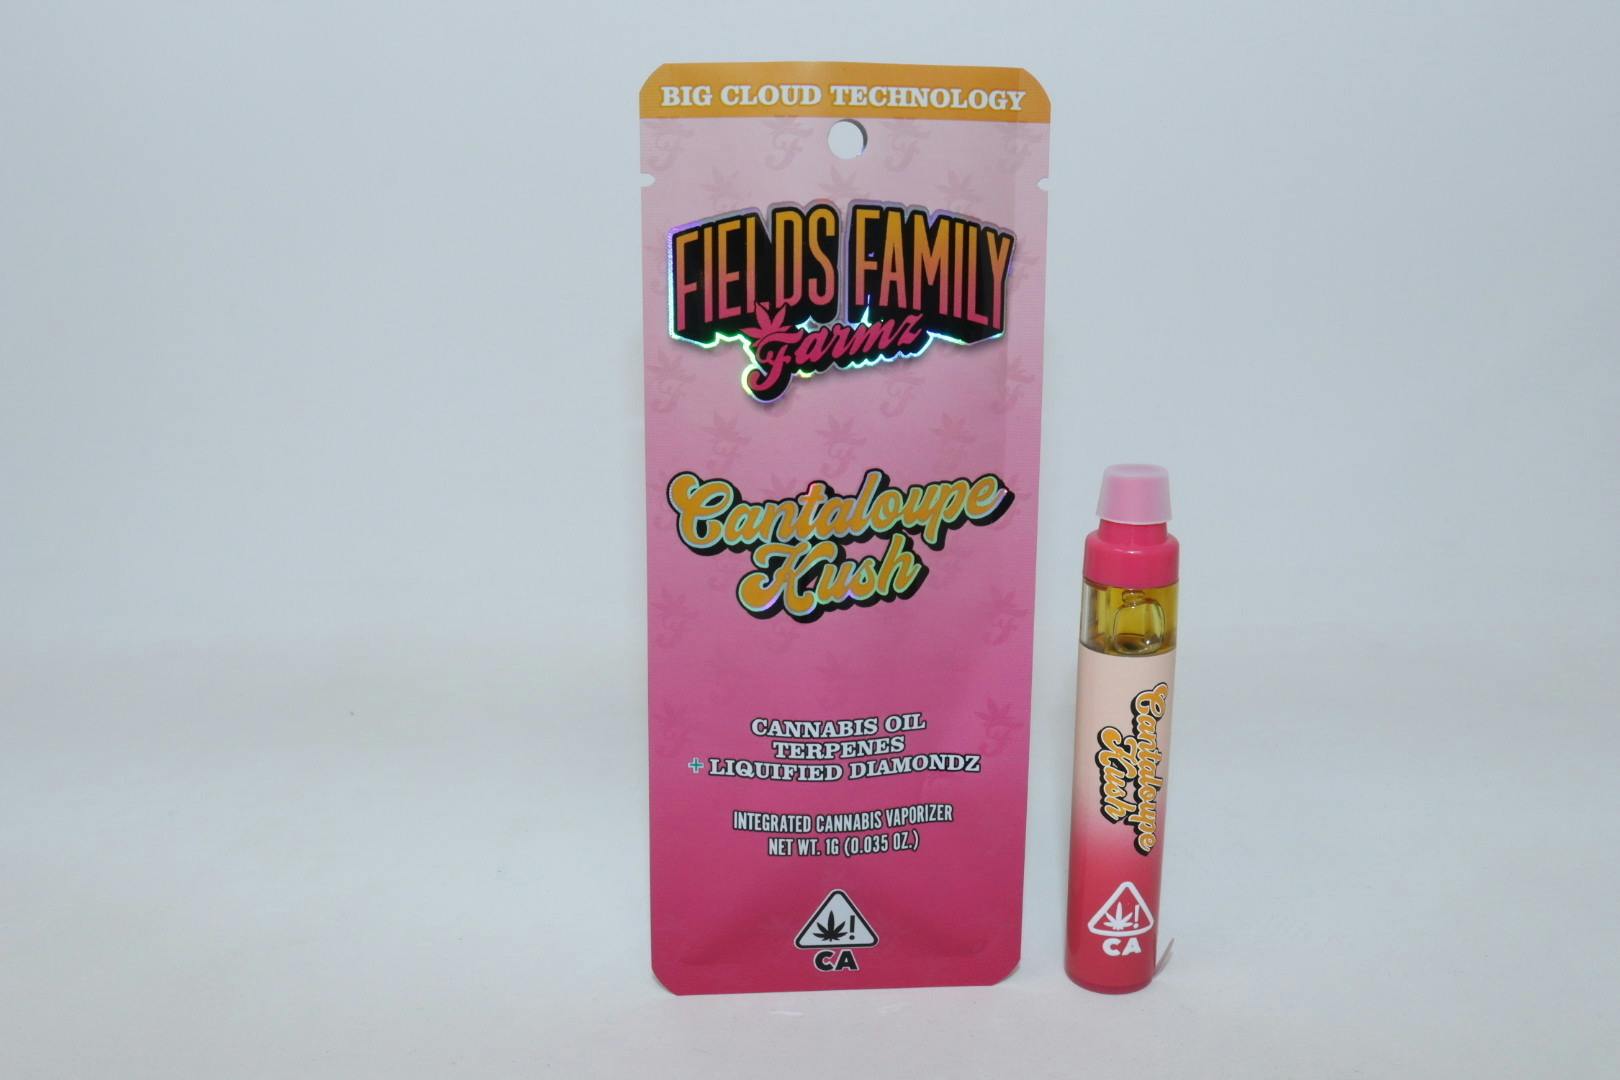 BIG CLOUD TECHNOLOGY
FIELDS FAMILY
Farmz
Cantaloupe
Kush
CANNABIS OIL
TERPENES
+ LIQUIFIED DIAMONDZ
INTEGRATED CANNABIS VAPORIZER
NET WT. 1G (0.035 OZ.)
!
CA
Cantaloupe
Kush
!
CA